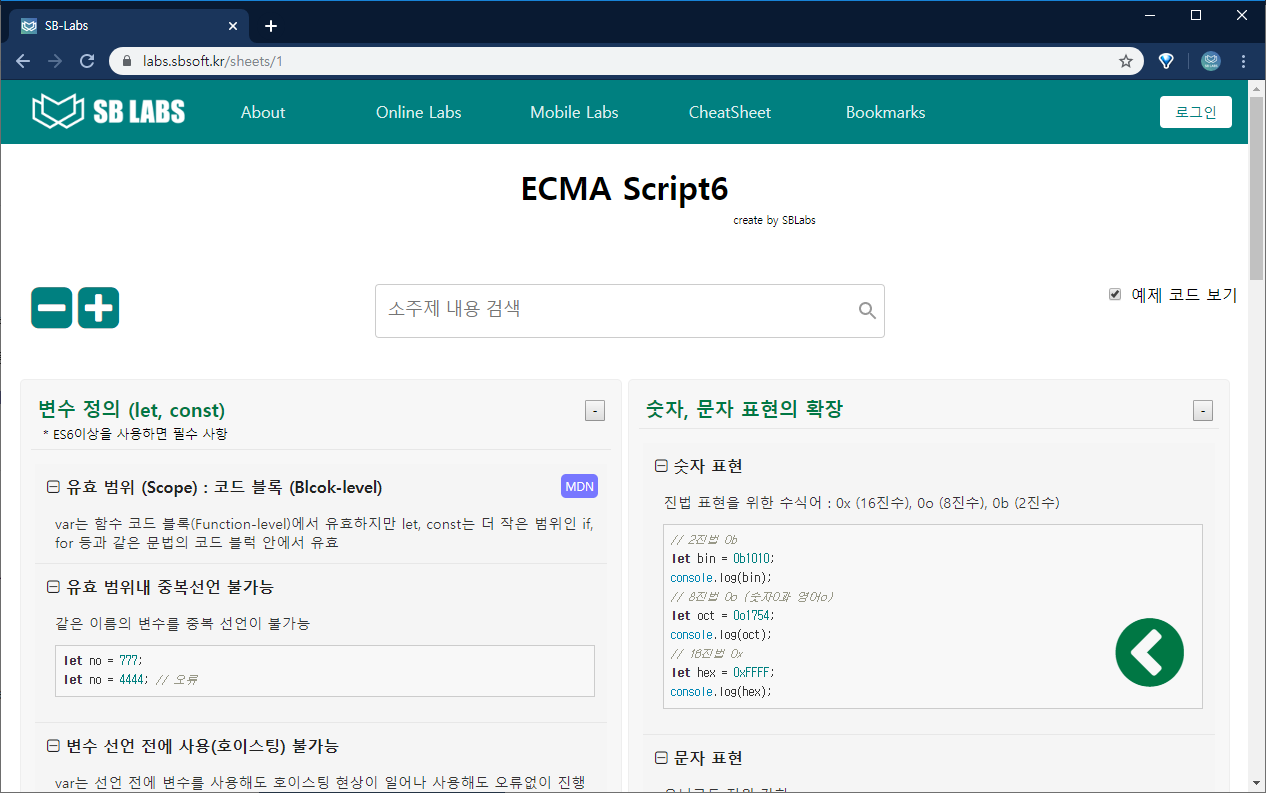 SB-Labs
labs.sbsoft.kr/sheets/1
SB LABS
About
Online Labs
Mobile Labs
CheatSheet
Bookmarks
로그인
ECMA Script6
create by SBLabs
소주제 내용 검색
예제 코드 보기
변수 정의 (let, const)
-
* ES6이상을 사용하면 필수 사항
유효 범위 (Scope) : 코드 블록 (Blcok-level)
MDN
var는 함수 코드 블록(Function-level)에서 유효하지만 let, const는 더 작은 범위인 if,
for 등과 같은 문법의 코드 블럭 안에서 유효
유효 범위내 중복선언 불가능
같은 이름의 변수를 중복 선언이 불가능
let no = 777;
let no = 4444; // 오류
변수 선언 전에 사용(호이스팅) 불가능
var는 선언 전에 변수를 사용해도 호이스팅 현상이 일어나 사용해도 오류없이 진행
숫자, 문자 표현의 확장
-
숫자 표현
진법 표현을 위한 수식어 : 0x (16진수), 0o (8진수), 0b (2진수)
// 2진법 0b
let bin = 0b1010;
console.log(bin);
// 8진법 0o (숫자0과 영어o)
let oct = 0o1754;
console.log(oct);
// 16진법 0x
let hex = 0xFFFF;
console.log(hex);
문자 표현